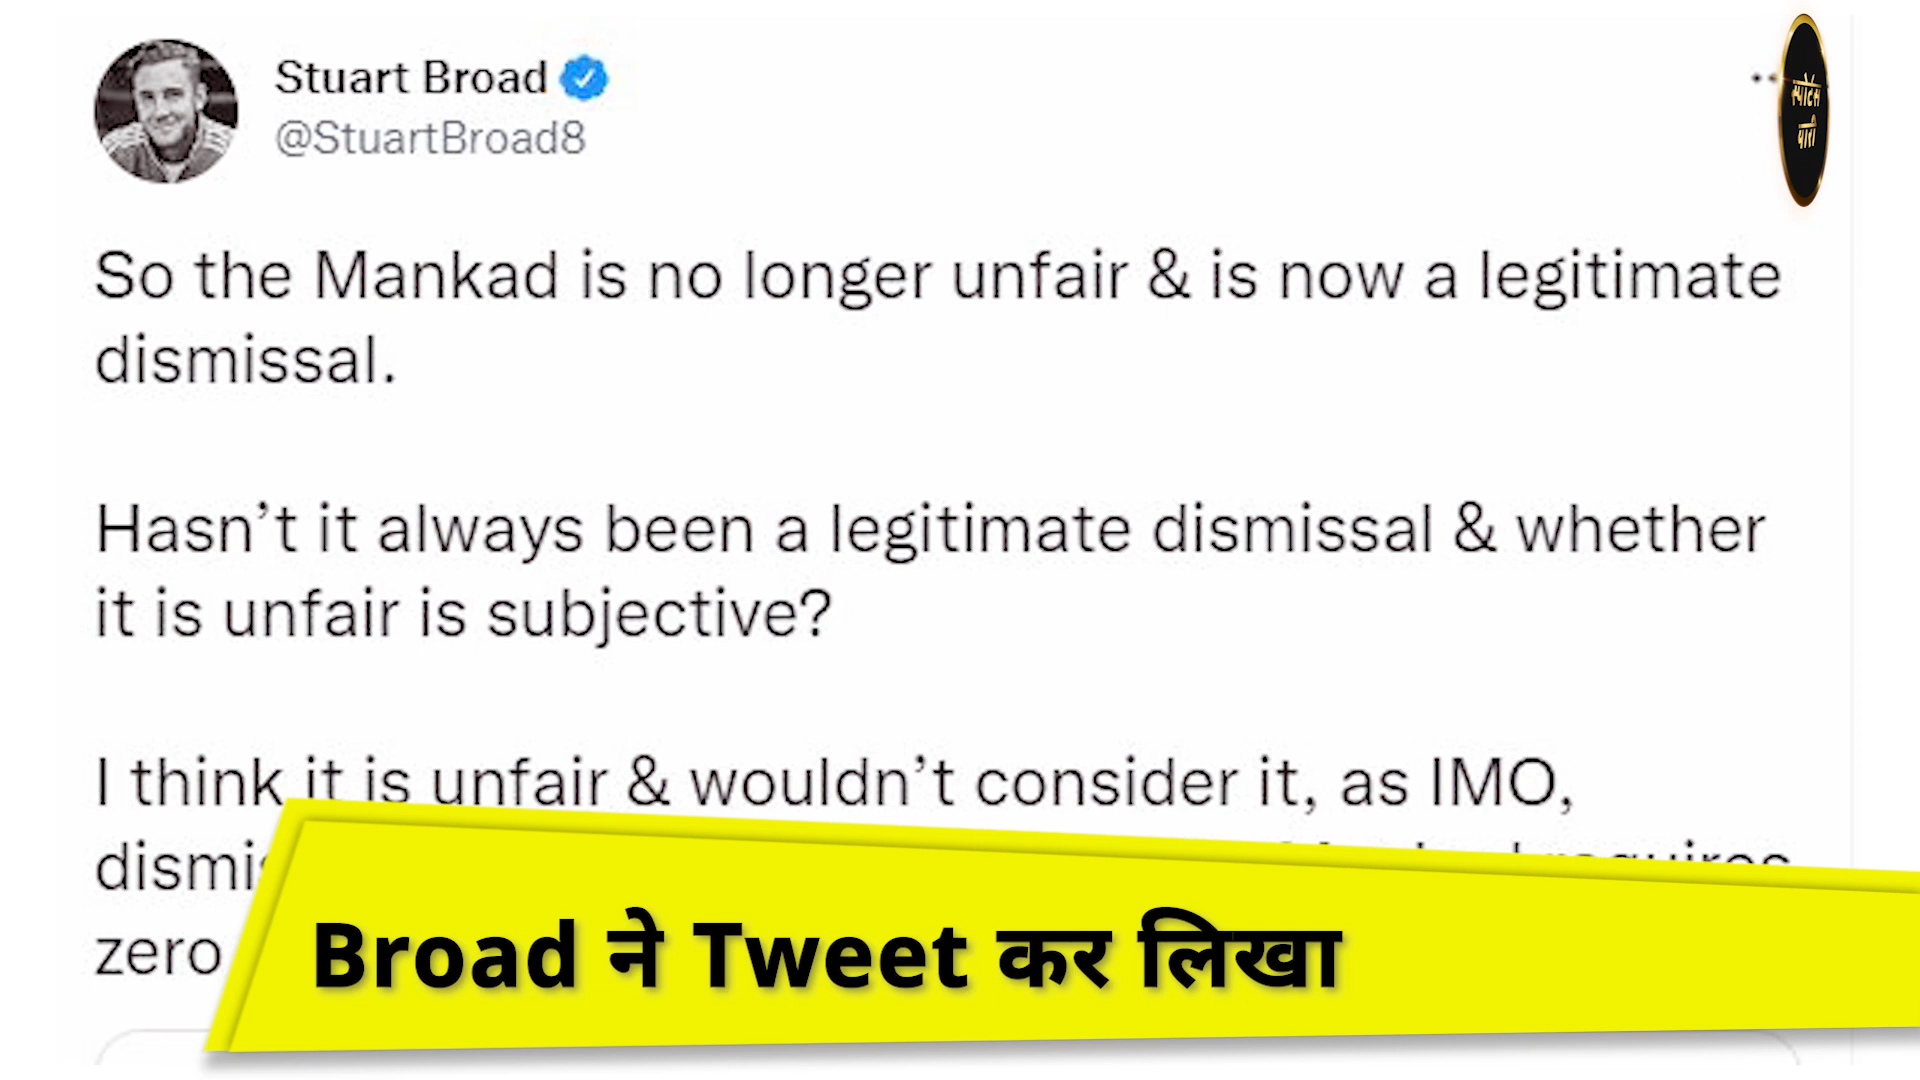 Stuart Broad
@StuartBroad8
स्पोर्ट्स
यारी
So the Mankad is no longer unfair & is now a legitimate
dismissal.
Hasn’t it always been a legitimate dismissal & whether
it is unfair is subjective?
I think it is unfair & wouldn’t consider it, as IMO,
requires
zero
Broad ने Tweet कर लिखा